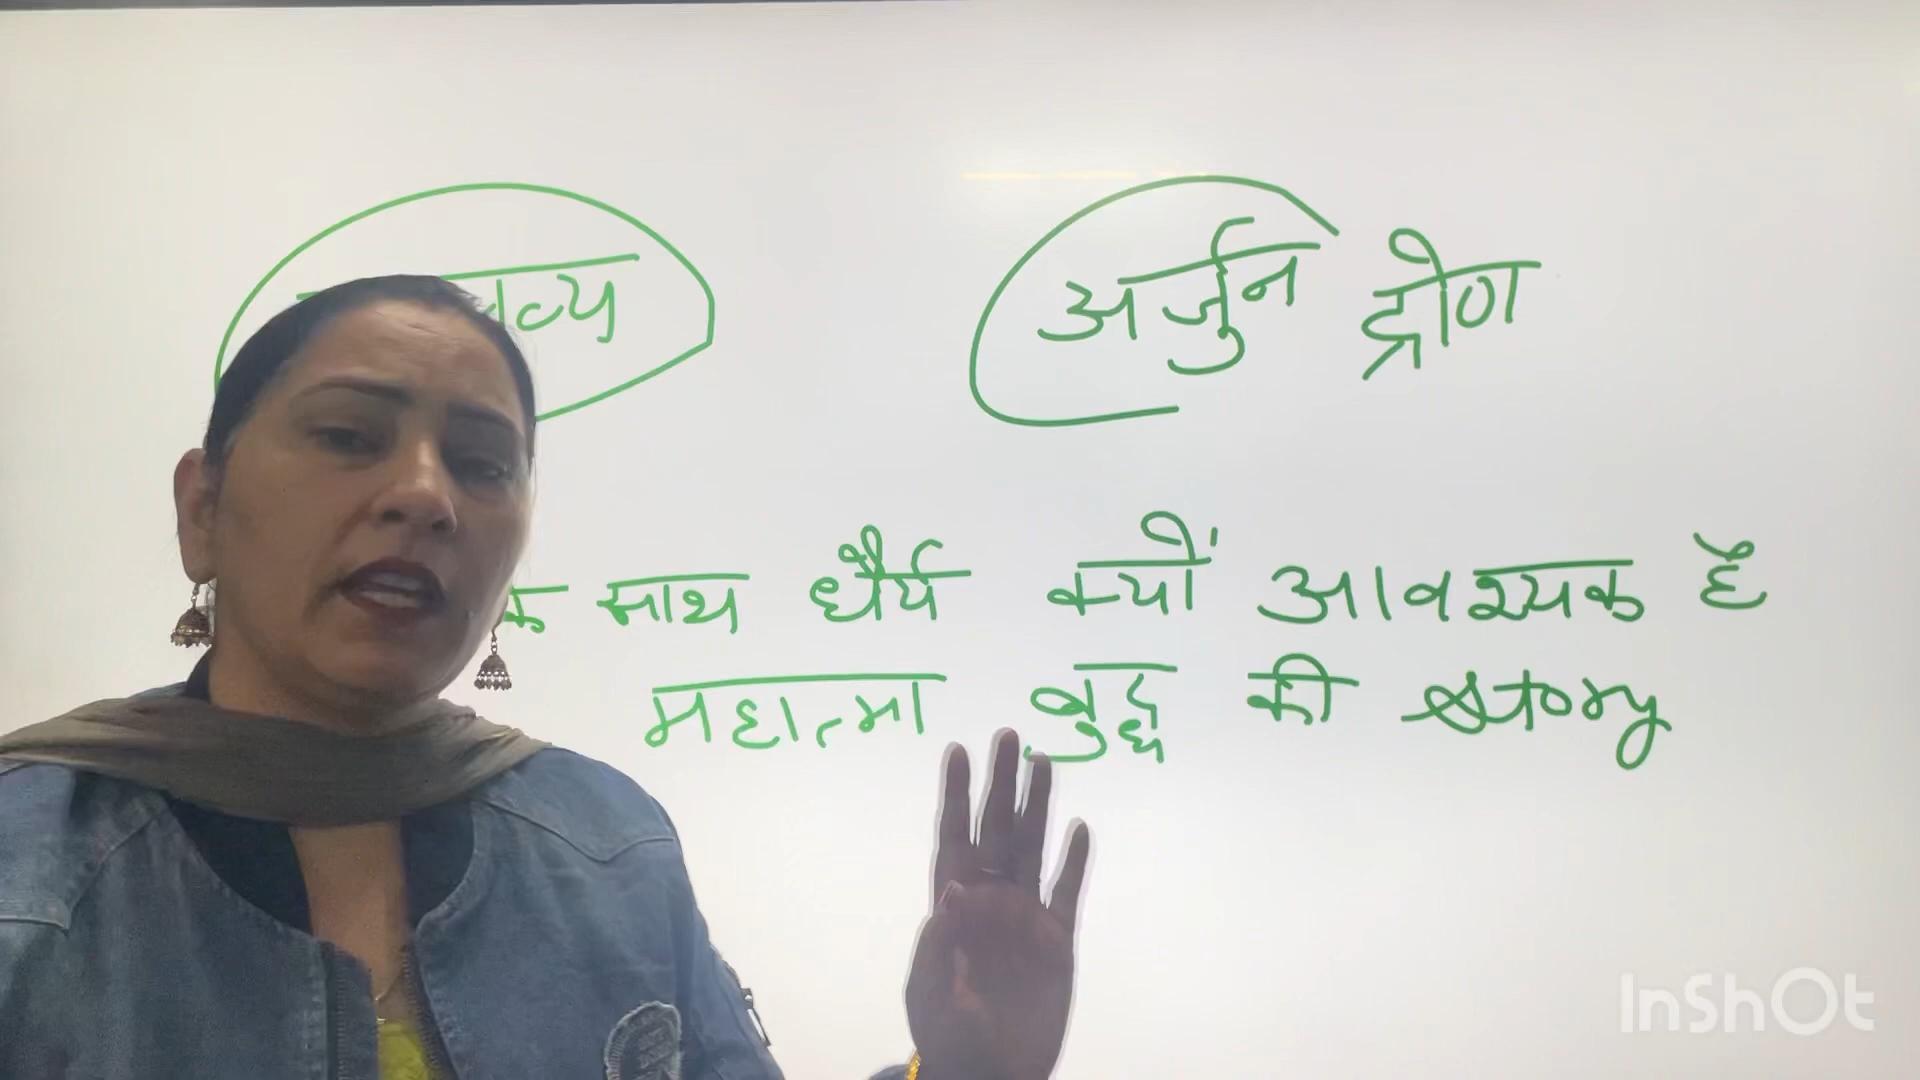 अर्जुन द्रोण
साथ धैर्य क्यों आवश्यक है
महात्मा बुद्ध की story
InShOt